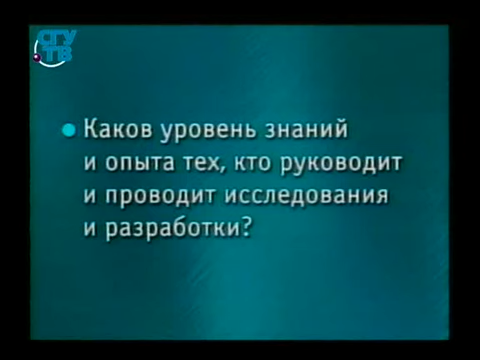 СГУ
ТВ
Каков уровень знаний
и опыта тех, кто руководит
и проводит исследования
и разработки?